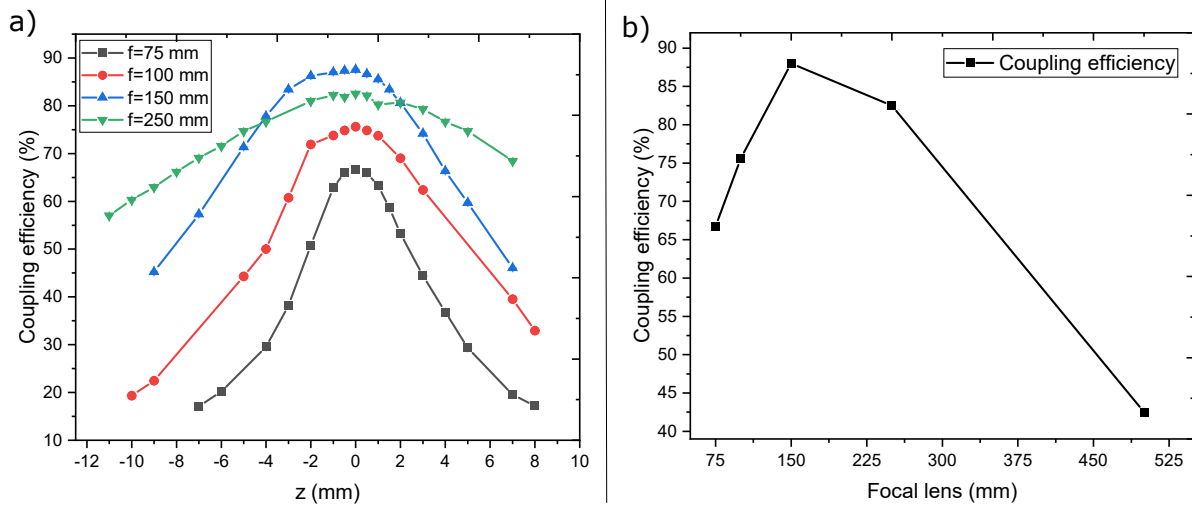 a)
f=75 mm
f=100 mm
f=150 mm
f=250 mm
90
80
70
60
50
40
30
20
10
Coupling efficiency (%)
-12 -10 -8 -6 -4 -2 0 2 4 6 8 10
z (mm)
b)
Coupling efficiency
90
85
80
75
70
65
60
55
50
45
40
Coupling efficiency (%)
75 150 225 300 375 450 525
Focal lens (mm)